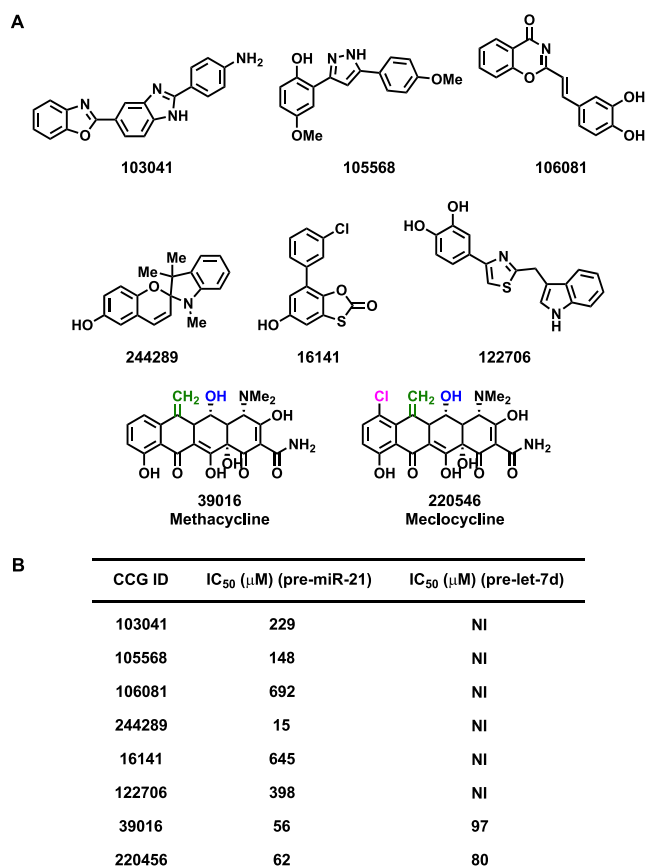 A
NH2
N
N
O
N
H
103041
OH
N
NH
OMe
OMe
105568
O
N
O
OH
OH
106081
Me
Me
O
N
HO
Me
244289
Cl
O
O
S
HO
16141
HO
OH
N
S
N
H
122706
CH2 OH NMe2
OH
NH2
OH O OH OH O O
39016
Methacycline
Cl CH2 OH NMe2
OH
NH2
OH O OH OH O O
220546
Meclocycline
B
CCG ID IC50 (μM) (pre-miR-21) IC50 (μM) (pre-let-7d)
103041 229 NI
105568 148 NI
106081 692 NI
244289 15 NI
16141 645 NI
122706 398 NI
39016 56 97
220456 62 80